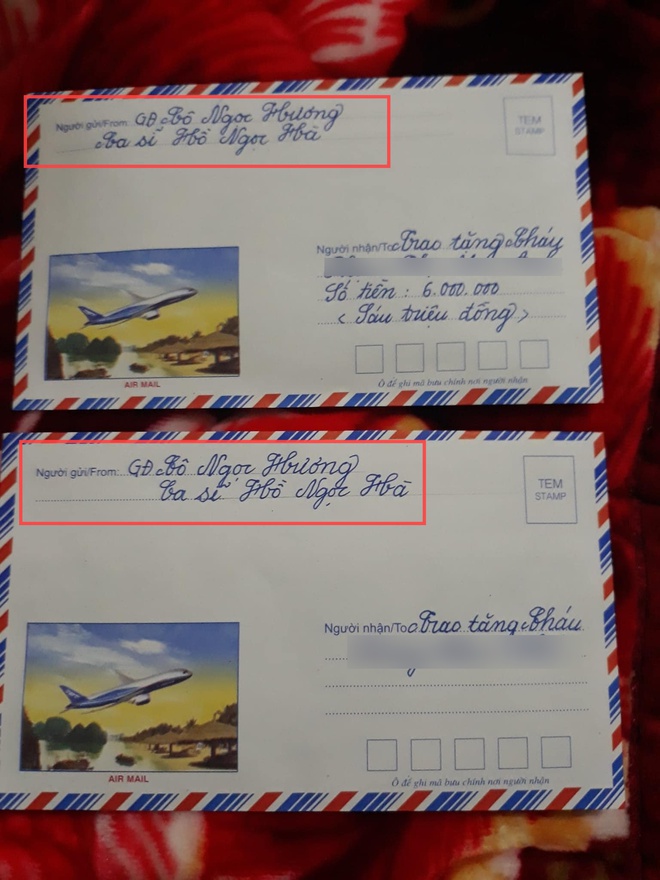 Người gửi/From: GĐ Cô Ngọc Hương
Ca sĩ Hồ Ngọc Hà
TEM
STAMP
Người nhận/To: Trao tặng Cháu
Số tiền : 6.000.000
< Sáu triệu đồng >
AIR MAIL
Ô để ghi mã bưu chính nơi người nhận
Người gửi/From: GĐ Cô Ngọc Hương
Ca sĩ Hồ Ngọc Hà
TEM
STAMP
Người nhận/To: Trao tặng Cháu
AIR MAIL
Ô để ghi mã bưu chính nơi người nhận